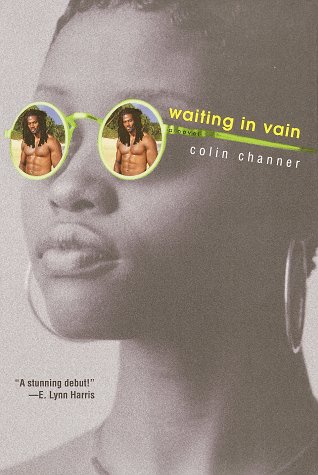 waiting in vain
a novel
colin channer
"A stunning debut!"
—E. Lynn Harris